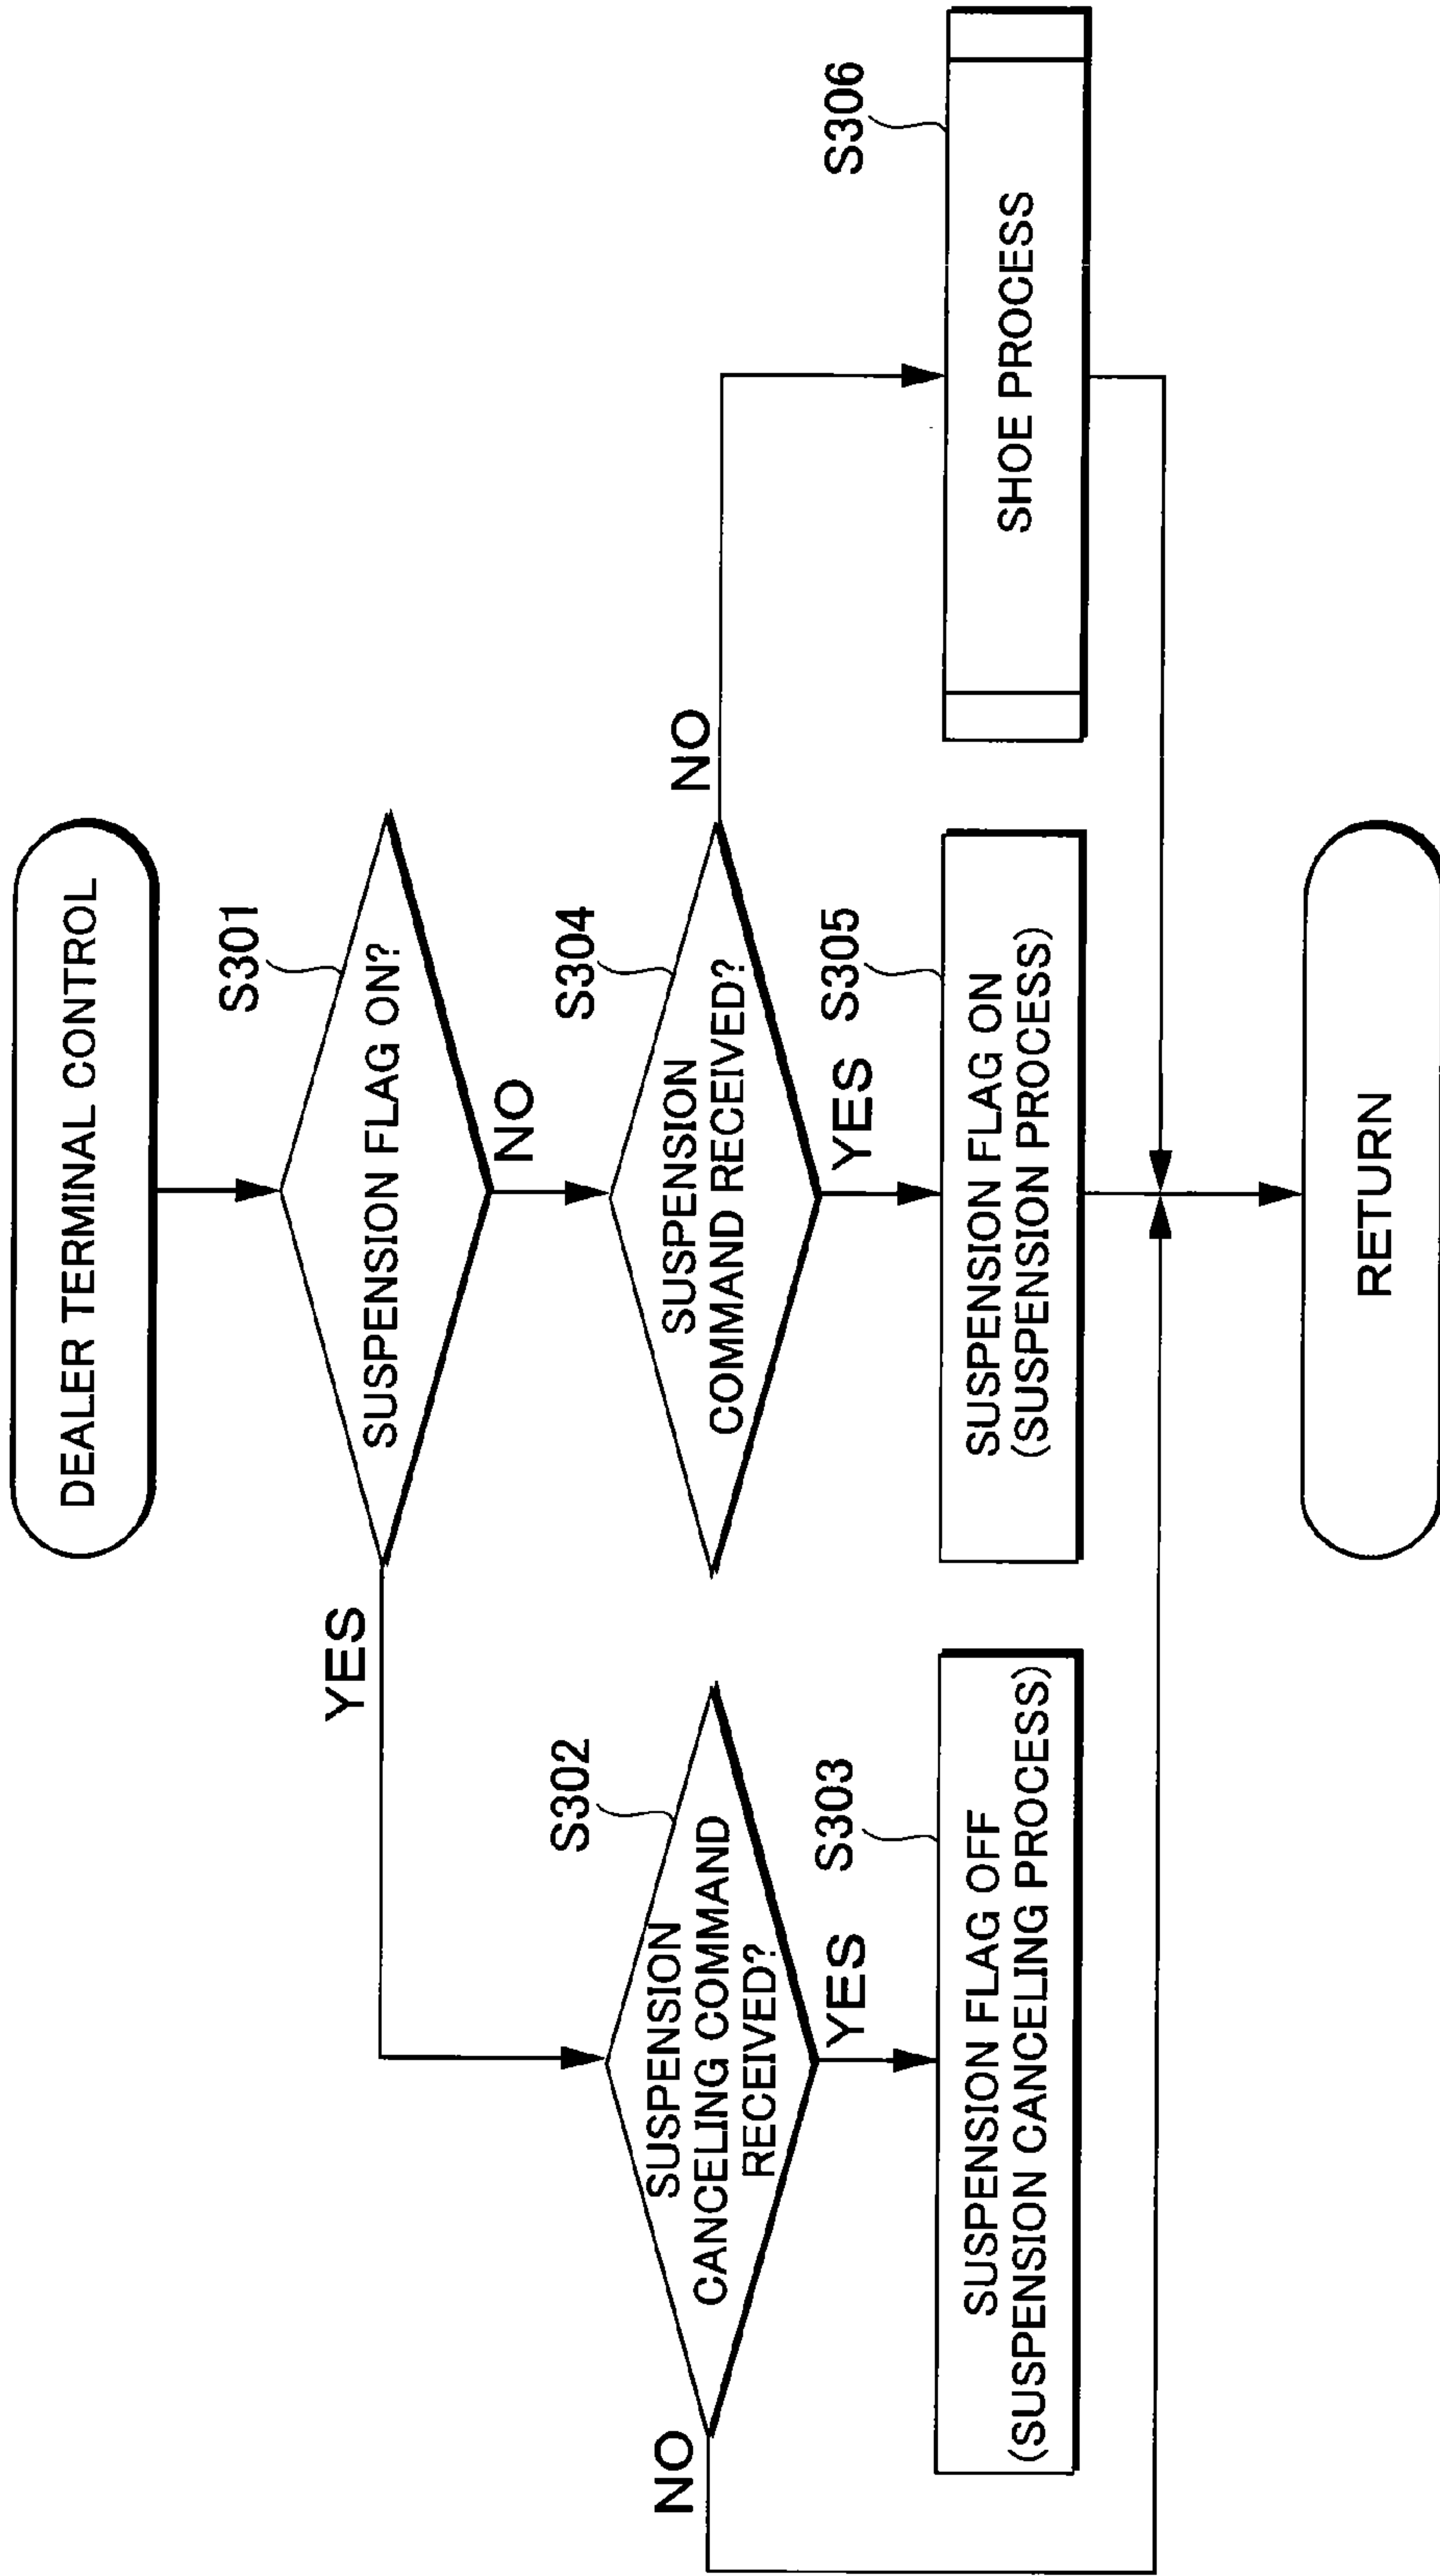 DEALER TERMINAL CONTROL
S301
SUSPENSION FLAG ON?
YES
NO
S302
SUSPENSION
CANCELING COMMAND
RECEIVED?
NO
YES
S304
SUSPENSION
COMMAND RECEIVED?
NO
YES
S303
SUSPENSION FLAG OFF
(SUSPENSION CANCELING PROCESS)
S305
SUSPENSION FLAG ON
(SUSPENSION PROCESS)
S306
SHOE PROCESS
RETURN